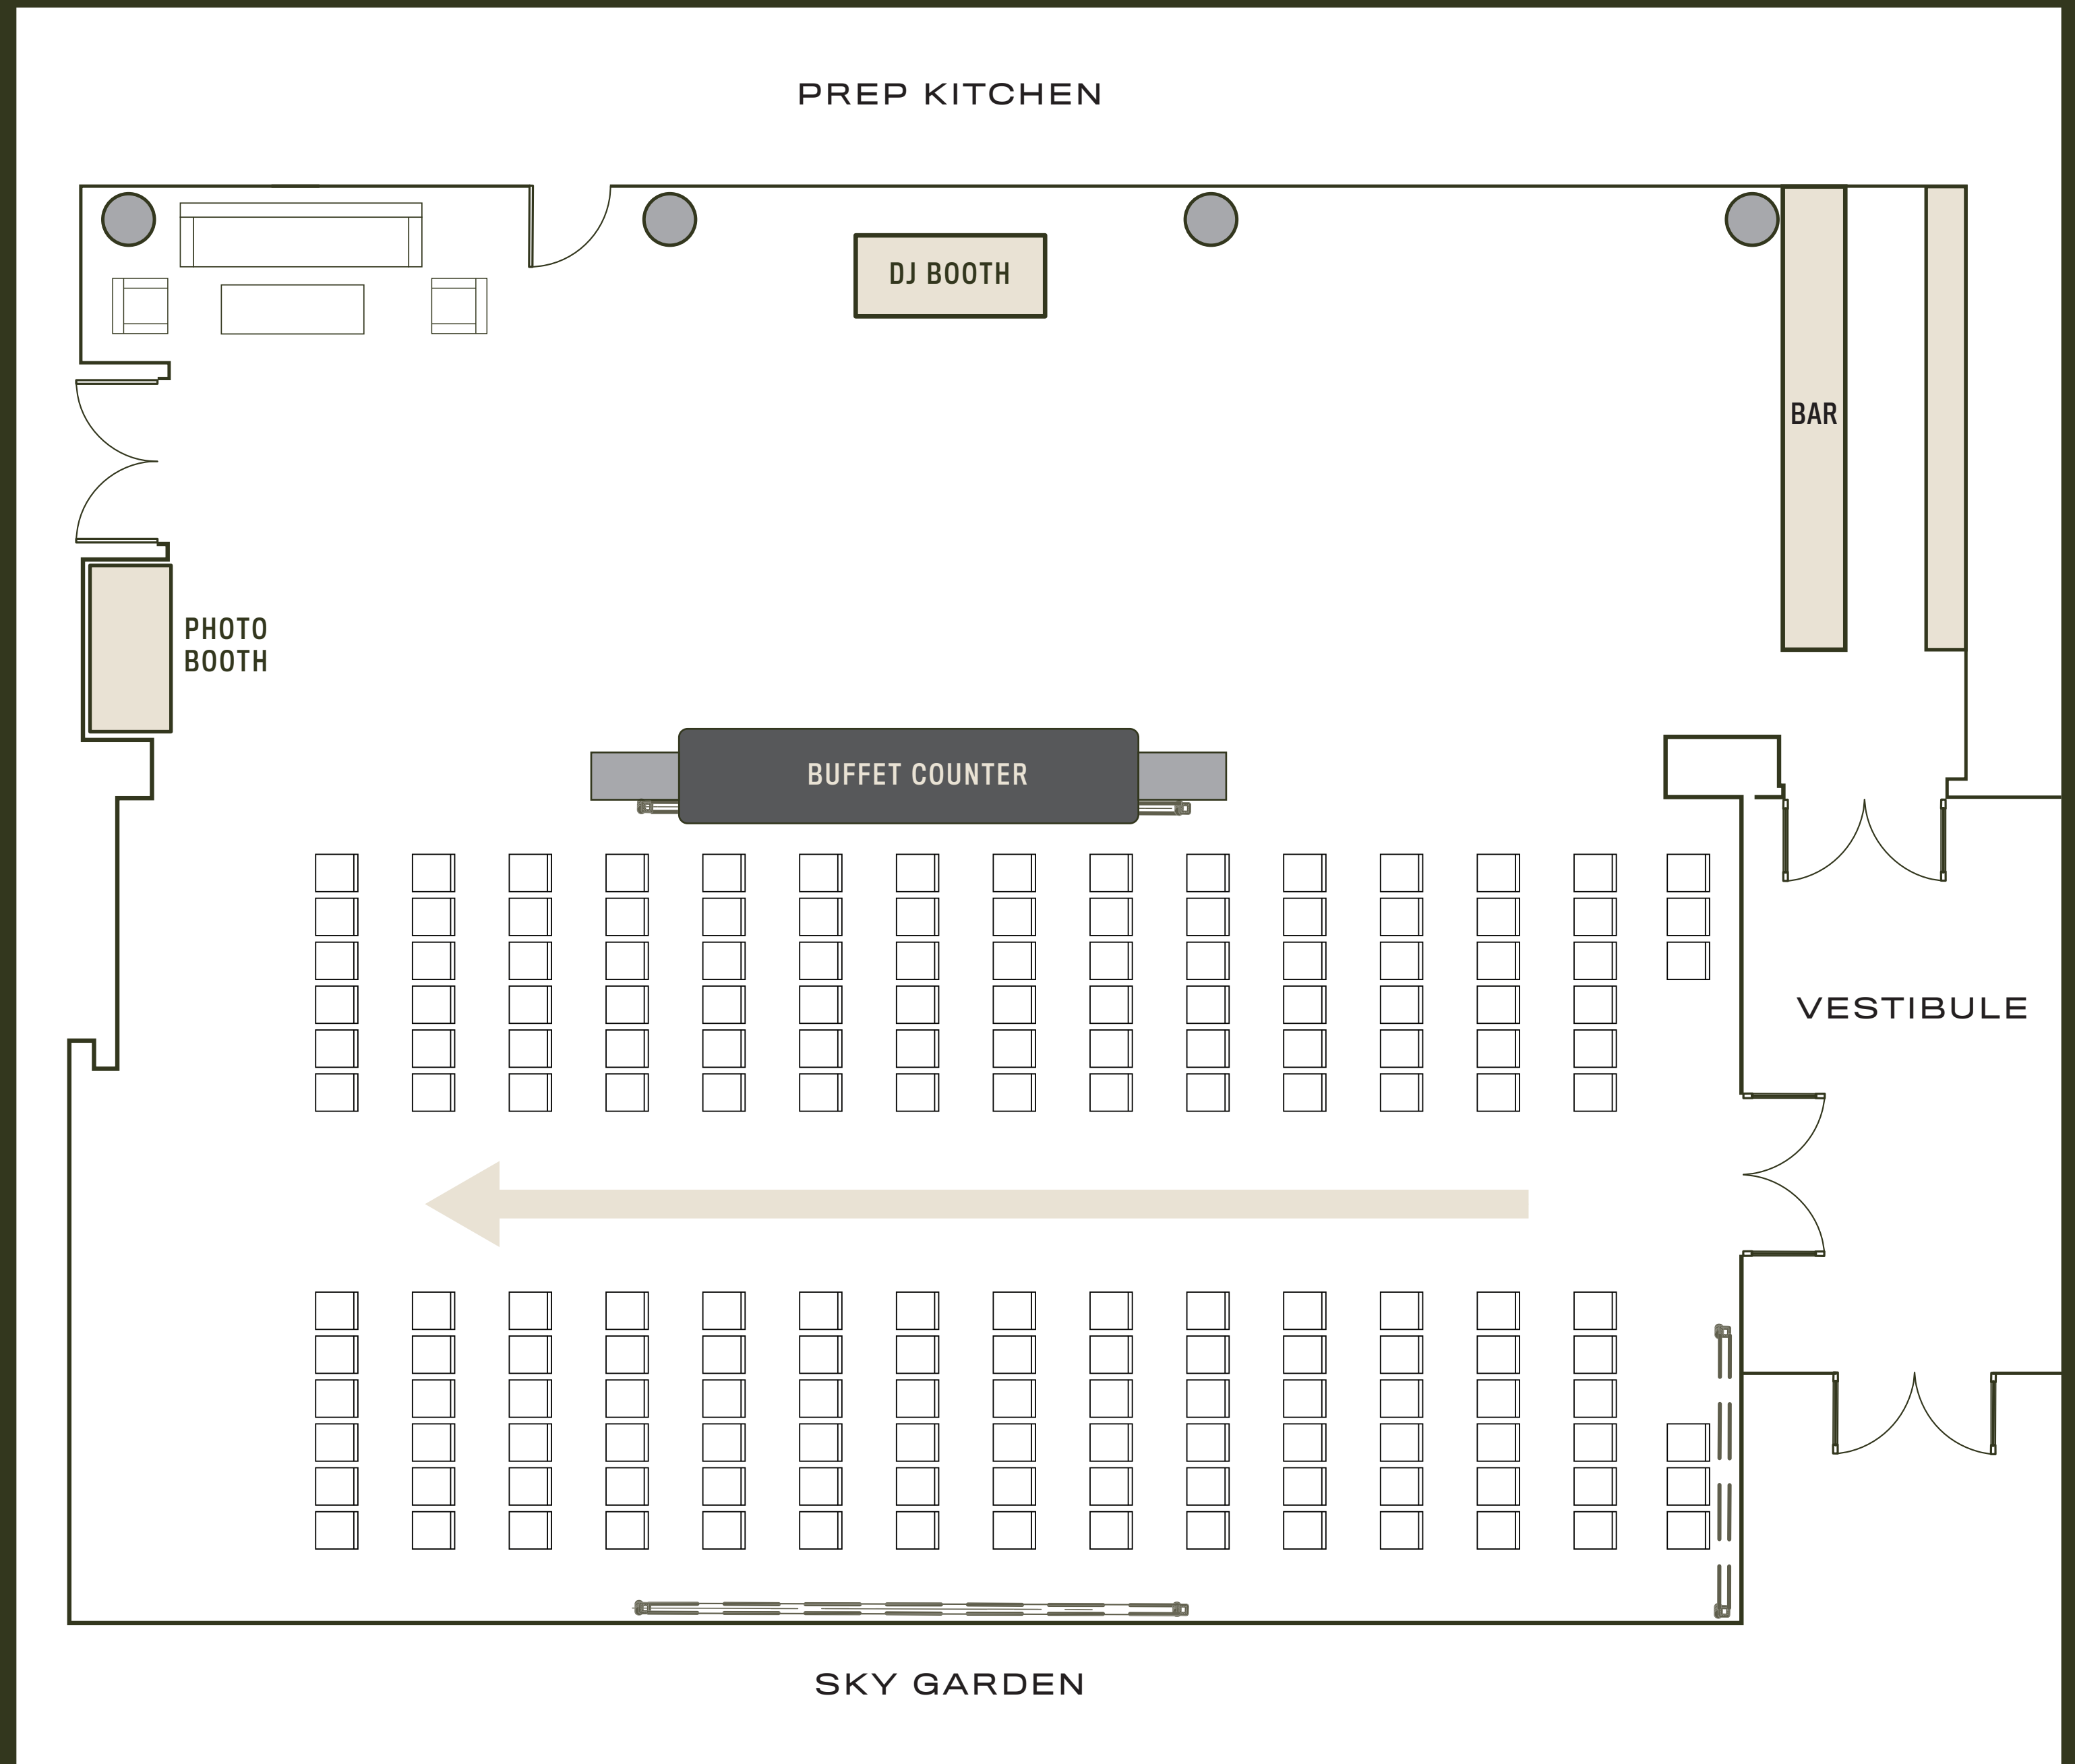 PREP KITCHEN
DJ BOOTH
BAR
PHOTO
BOOTH
BUFFET COUNTER
VESTIBULE
SKY GARDEN